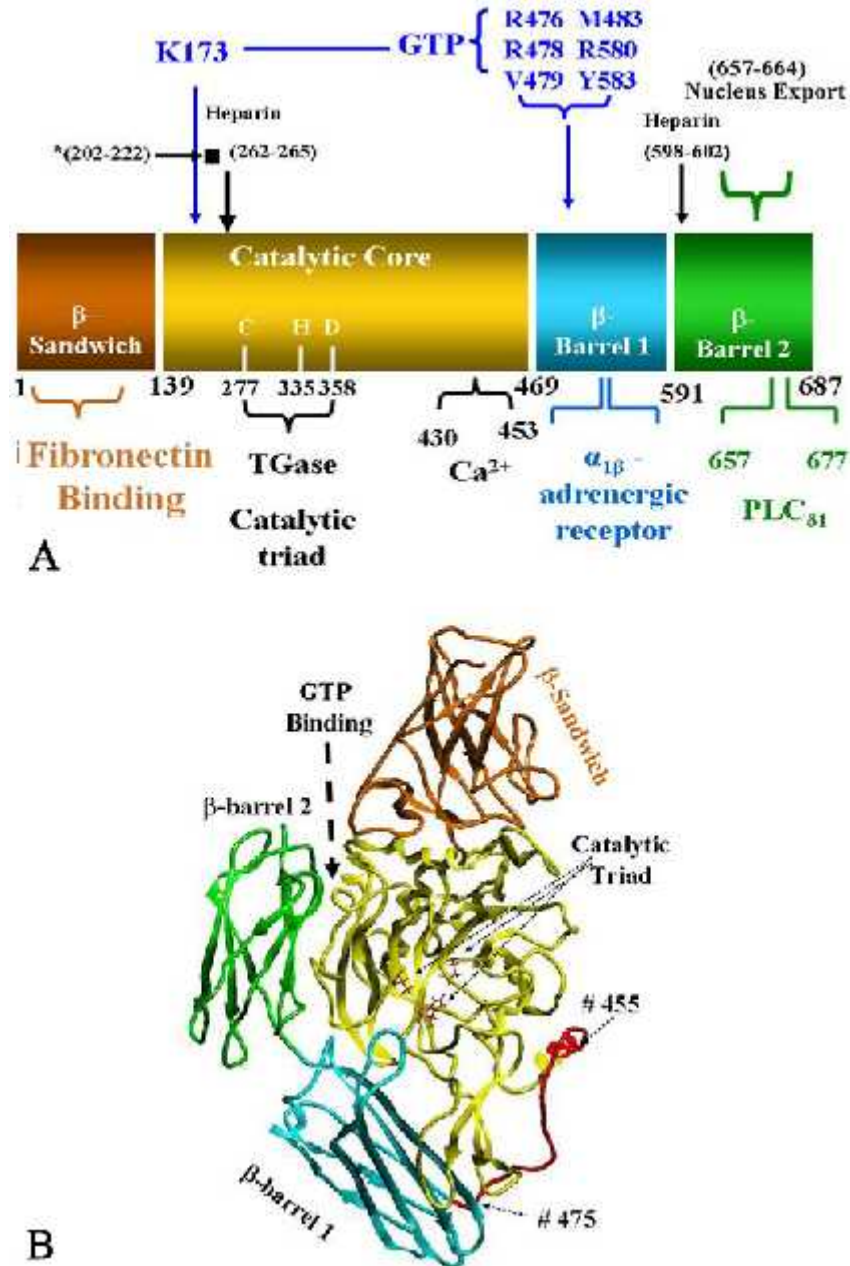 R476 M483
K173
GTP
R478 R580
V479 Y583
(657-664)
Nucleus Export
Heparin
Heparin
*(202-222)
(262-265)
(598-602)
Catalytic Core
β-
Sandwich
C H D
β-
Barrel 1
β-
Barrel 2
1 139 277 335 358 469 591 687
430 453
Fibronectin
Binding
TGase
Catalytic
triad
Ca²⁺
α1β -
adrenergic
receptor
657 677
PLCδ1
A
GTP
Binding
β-Sandwich
β-barrel 2
Catalytic
Triad
# 455
β-barrel 1
# 475
B